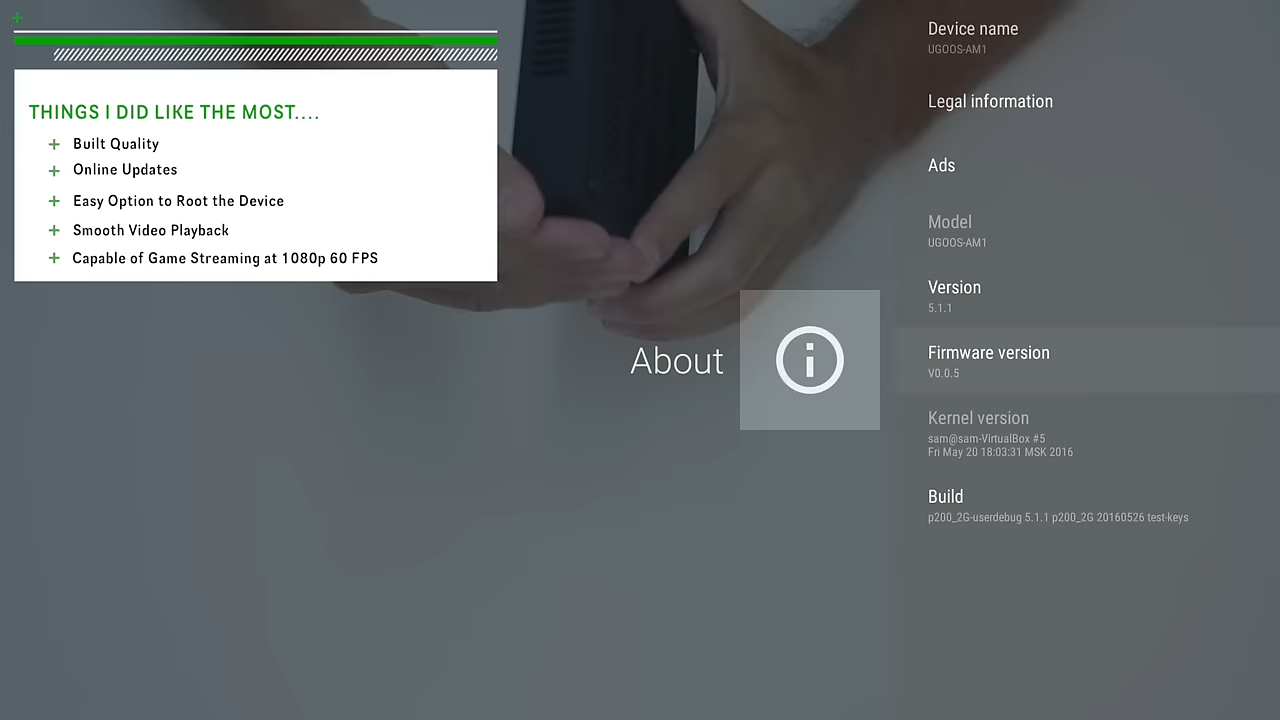 THINGS I DID LIKE THE MOST....
+ Built Quality
+ Online Updates
+ Easy Option to Root the Device
+ Smooth Video Playback
+ Capable of Game Streaming at 1080p 60 FPS
About
Device name
UGOOS-AM1
Legal information
Ads
Model
UGOOS-AM1
Version
5.1.1
Firmware version
V0.0.5
Kernel version
sam@sam-VirtualBox #5
Fri May 20 18:03:31 MSK 2016
Build
p200_2G-userdebug 5.1.1 p200_2G 20160526 test-keys